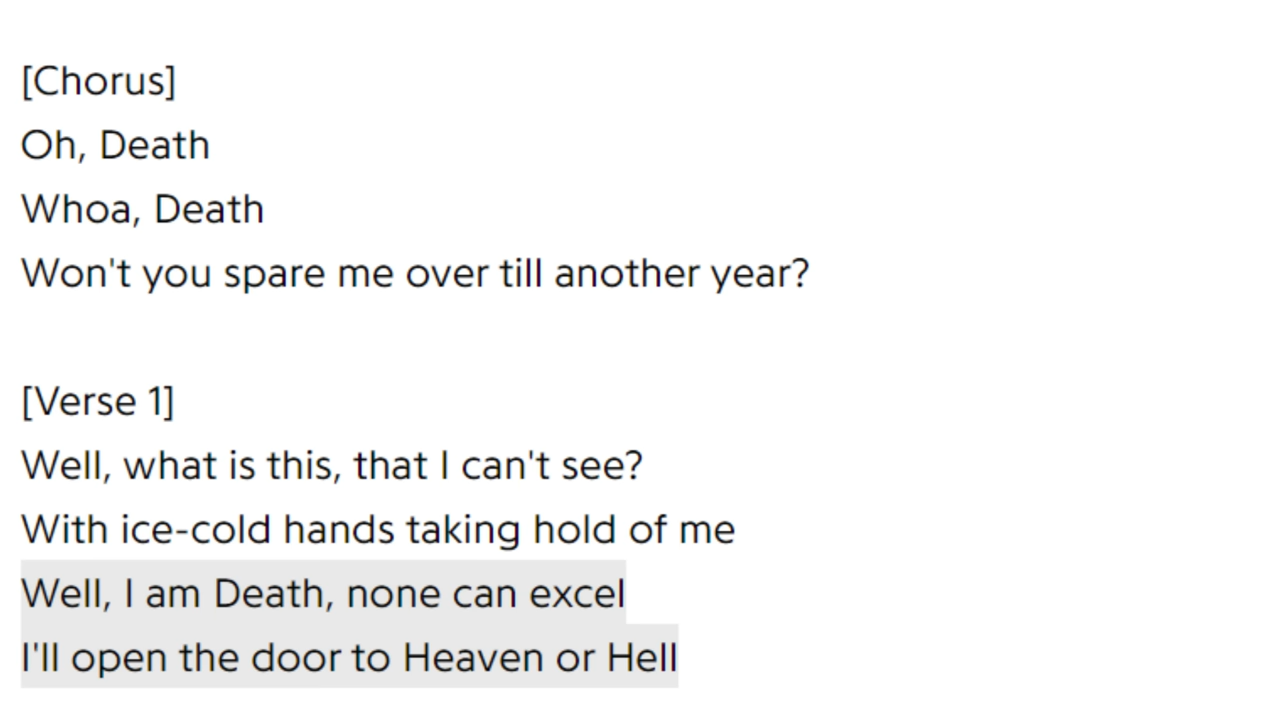 [Chorus]
Oh, Death
Whoa, Death
Won't you spare me over till another year?
[Verse 1]
Well, what is this, that I can't see?
With ice-cold hands taking hold of me
Well, I am Death, none can excel
I'll open the door to Heaven or Hell